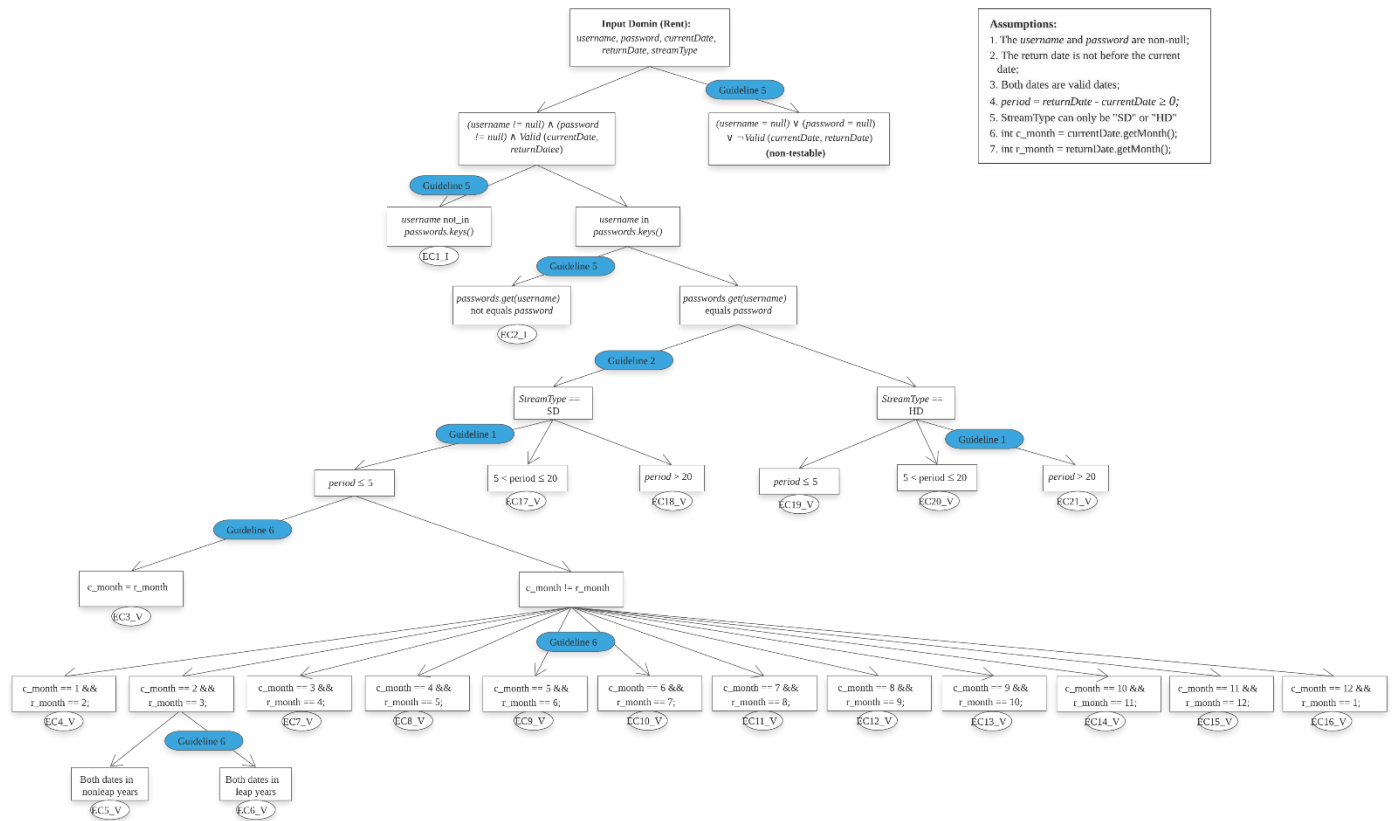 Input Domin (Rent):
username, password, currentDate,
returnDate, streamType
Assumptions:
1. The username and password are non-null;
2. The return date is not before the current
date;
3. Both dates are valid dates;
4. period = returnDate - currentDate ≥ 0;
5. StreamType can only be "SD" or "HD"
6. int c_month = currentDate.getMonth();
7. int r_month = returnDate.getMonth();
Guideline 5
(username != null) ∧ (password
!= null) ∧ Valid (currentDate,
returnDatee)
(username = null) ∨ (password = null)
∨ ¬Valid (currentDate, returnDate)
(non-testable)
Guideline 5
username not_in
passwords.keys()
EC1_I
username in
passwords.keys()
Guideline 5
passwords.get(username)
not equals password
EC2_I
passwords.get(username)
equals password
Guideline 2
StreamType ==
SD
StreamType ==
HD
Guideline 1
Guideline 1
period ≤ 5
5 < period ≤ 20
EC17_V
period > 20
EC18_V
period ≤ 5
EC19_V
5 < period ≤ 20
EC20_V
period > 20
EC21_V
Guideline 6
c_month = r_month
EC3_V
c_month != r_month
Guideline 6
c_month == 1 &&
r_month == 2;
EC4_V
c_month == 2 &&
r_month == 3;
c_month == 3 &&
r_month == 4;
EC7_V
c_month == 4 &&
r_month == 5;
EC8_V
c_month == 5 &&
r_month == 6;
EC9_V
c_month == 6 &&
r_month == 7;
EC10_V
c_month == 7 &&
r_month == 8;
EC11_V
c_month == 8 &&
r_month == 9;
EC12_V
c_month == 9 &&
r_month == 10;
EC13_V
c_month == 10 &&
r_month == 11;
EC14_V
c_month == 11 &&
r_month == 12;
EC15_V
c_month == 12 &&
r_month == 1;
EC16_V
Guideline 6
Both dates in
nonleap years
EC5_V
Both dates in
leap years
EC6_V